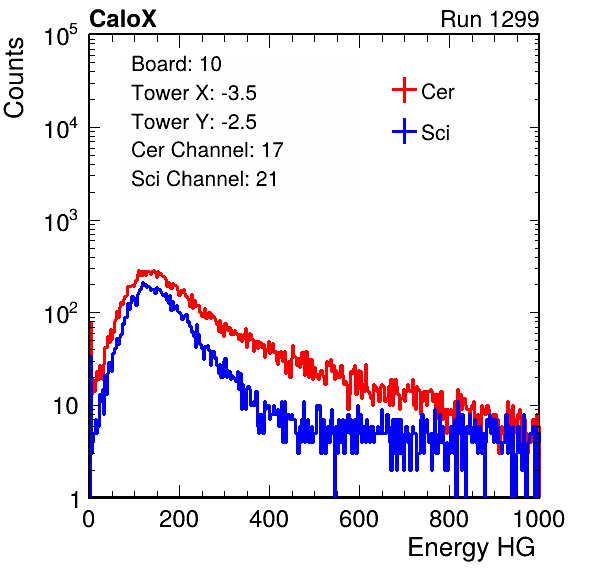 CaloX Run 1299
Counts
10^5
10^4
10^3
10^2
10
1
Board: 10
Tower X: -3.5
Tower Y: -2.5
Cer Channel: 17
Sci Channel: 21
Cer
Sci
0 200 400 600 800 1000
Energy HG